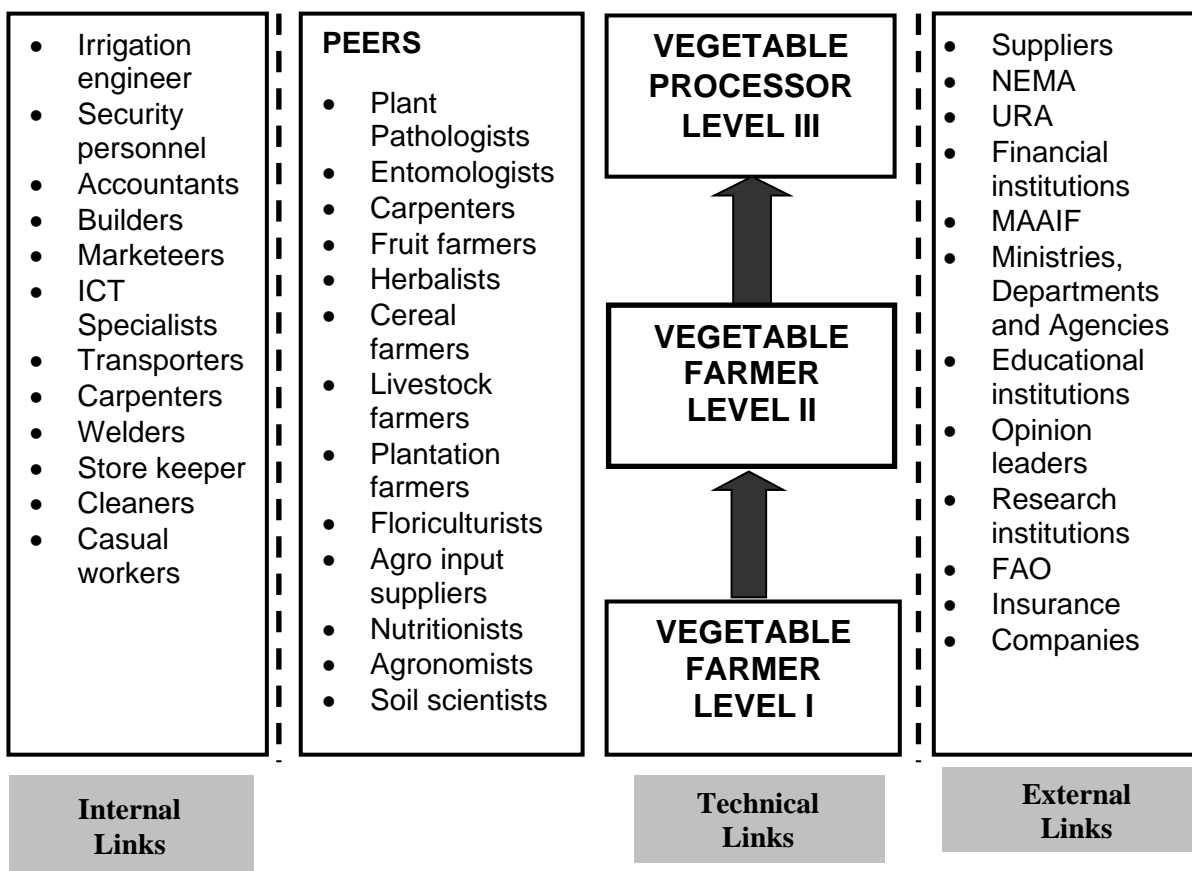 • Irrigation
engineer
• Security
personnel
• Accountants
• Builders
• Marketeers
• ICT
Specialists
• Transporters
• Carpenters
• Welders
• Store keeper
• Cleaners
• Casual
workers
PEERS
• Plant
Pathologists
• Entomologists
• Carpenters
• Fruit farmers
• Herbalists
• Cereal
farmers
• Livestock
farmers
• Plantation
farmers
• Floriculturists
• Agro input
suppliers
• Nutritionists
• Agronomists
• Soil scientists
VEGETABLE
PROCESSOR
LEVEL III
VEGETABLE
FARMER
LEVEL II
VEGETABLE
FARMER
LEVEL I
• Suppliers
• NEMA
• URA
• Financial
institutions
• MAAIF
• Ministries,
Departments
and Agencies
• Educational
institutions
• Opinion
leaders
• Research
institutions
• FAO
• Insurance
• Companies
Internal
Links
Technical
Links
External
Links